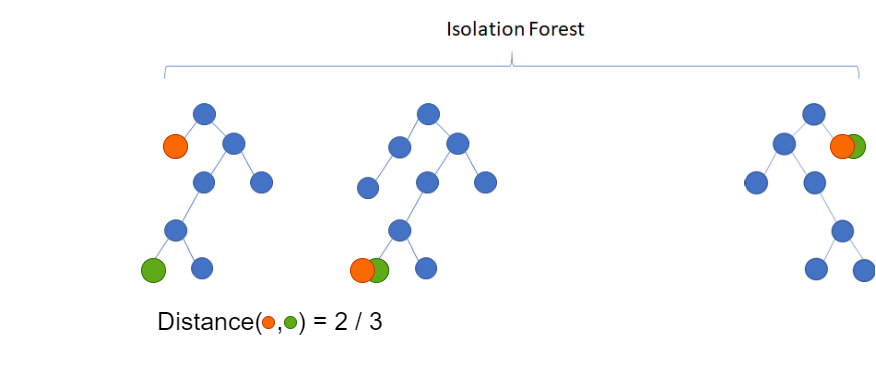 Isolation Forest
Distance(●,●) = 2 / 3